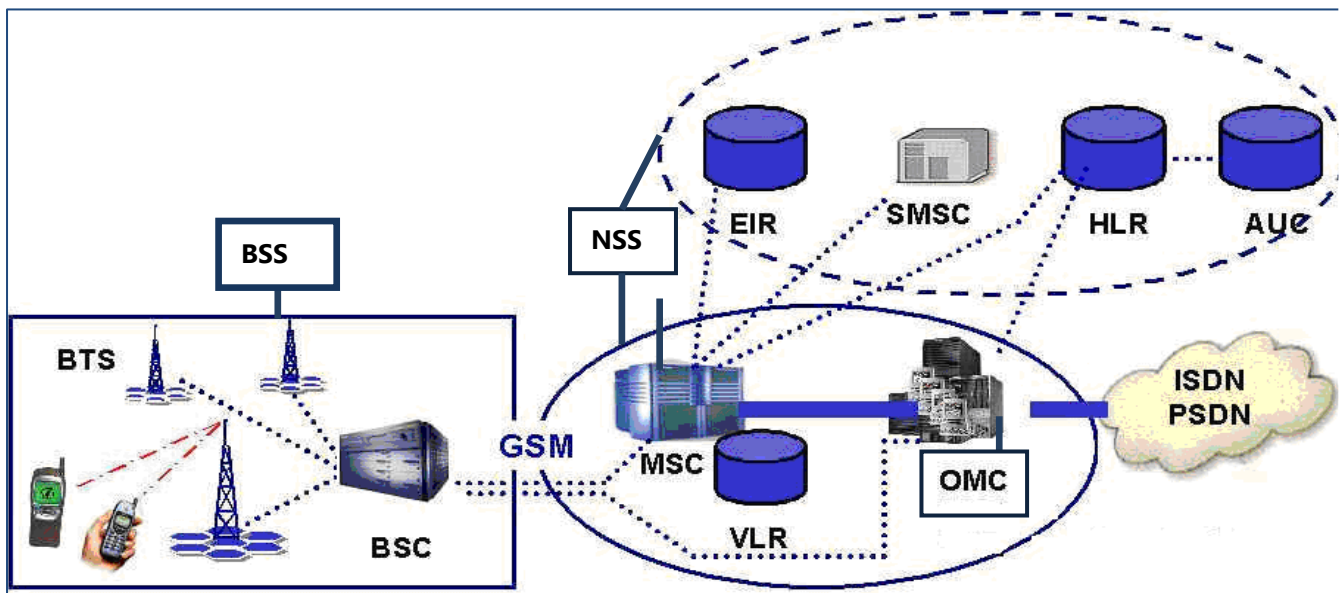 EIR
SMSC
HLR
AUC
NSS
BSS
BTS
BSC
GSM
MSC
VLR
OMC
ISDN
PSDN